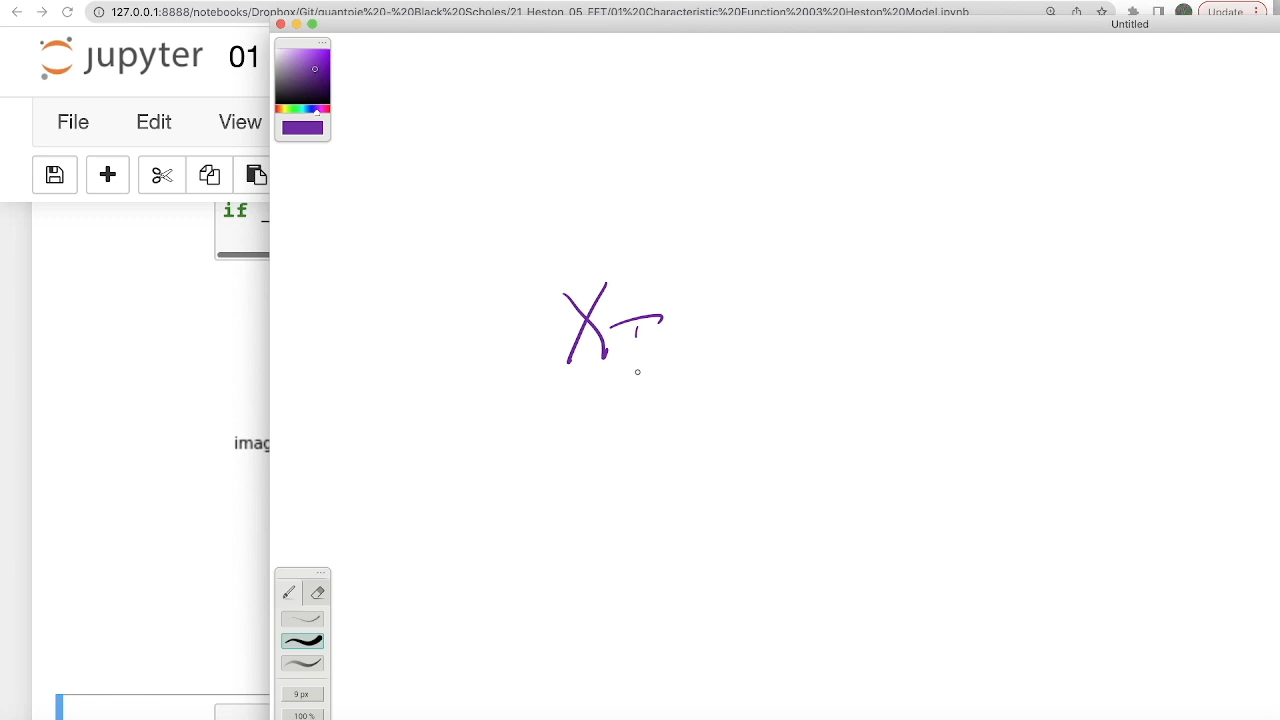 127.0.0.1:8888/notebooks/Dropbox/Git/quantpie%20-%20Black%20Scholes/21_Heston_05_FFT/01%20Characteristic%20Function%2003%20Heston%20Model.ipynb
Update
Untitled
jupyter 01
File Edit View
if _
X_T
imag
9 px
100 %